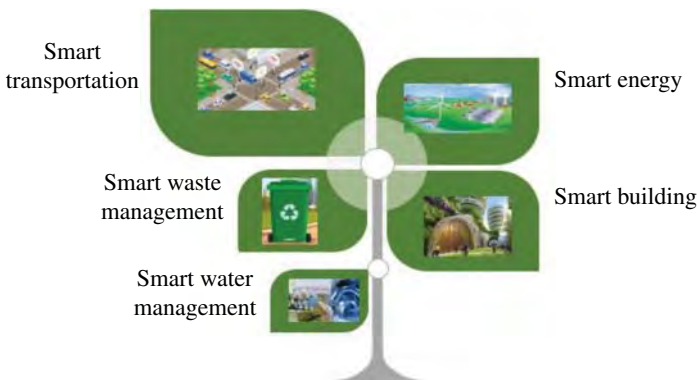 Smart
transportation
Smart energy
Smart waste
management
Smart building
Smart water
management